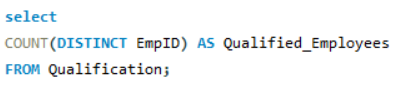 select
COUNT(DISTINCT EmpID) AS Qualified_Employees
FROM Qualification;